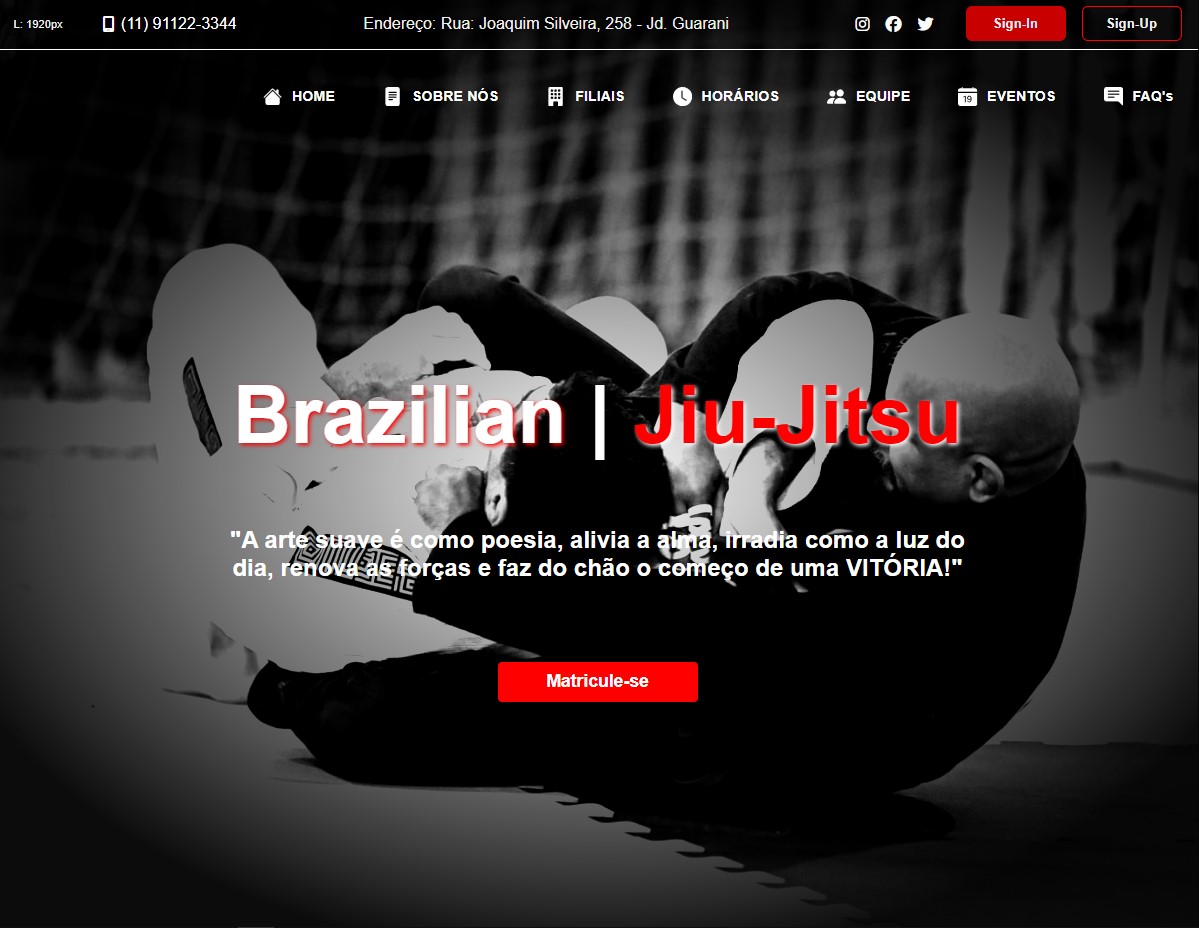 L: 1920px
(11) 91122-3344
Endereço: Rua: Joaquim Silveira, 258 - Jd. Guarani
Sign-In
Sign-Up
HOME
SOBRE NÓS
FILIAIS
HORÁRIOS
EQUIPE
19
EVENTOS
FAQ's
Brazilian | Jiu-Jitsu
"A arte suave é como poesia, alivia a alma, irradia como a luz do
dia, renova as forças e faz do chão o começo de uma VITÓRIA!"
Matricule-se